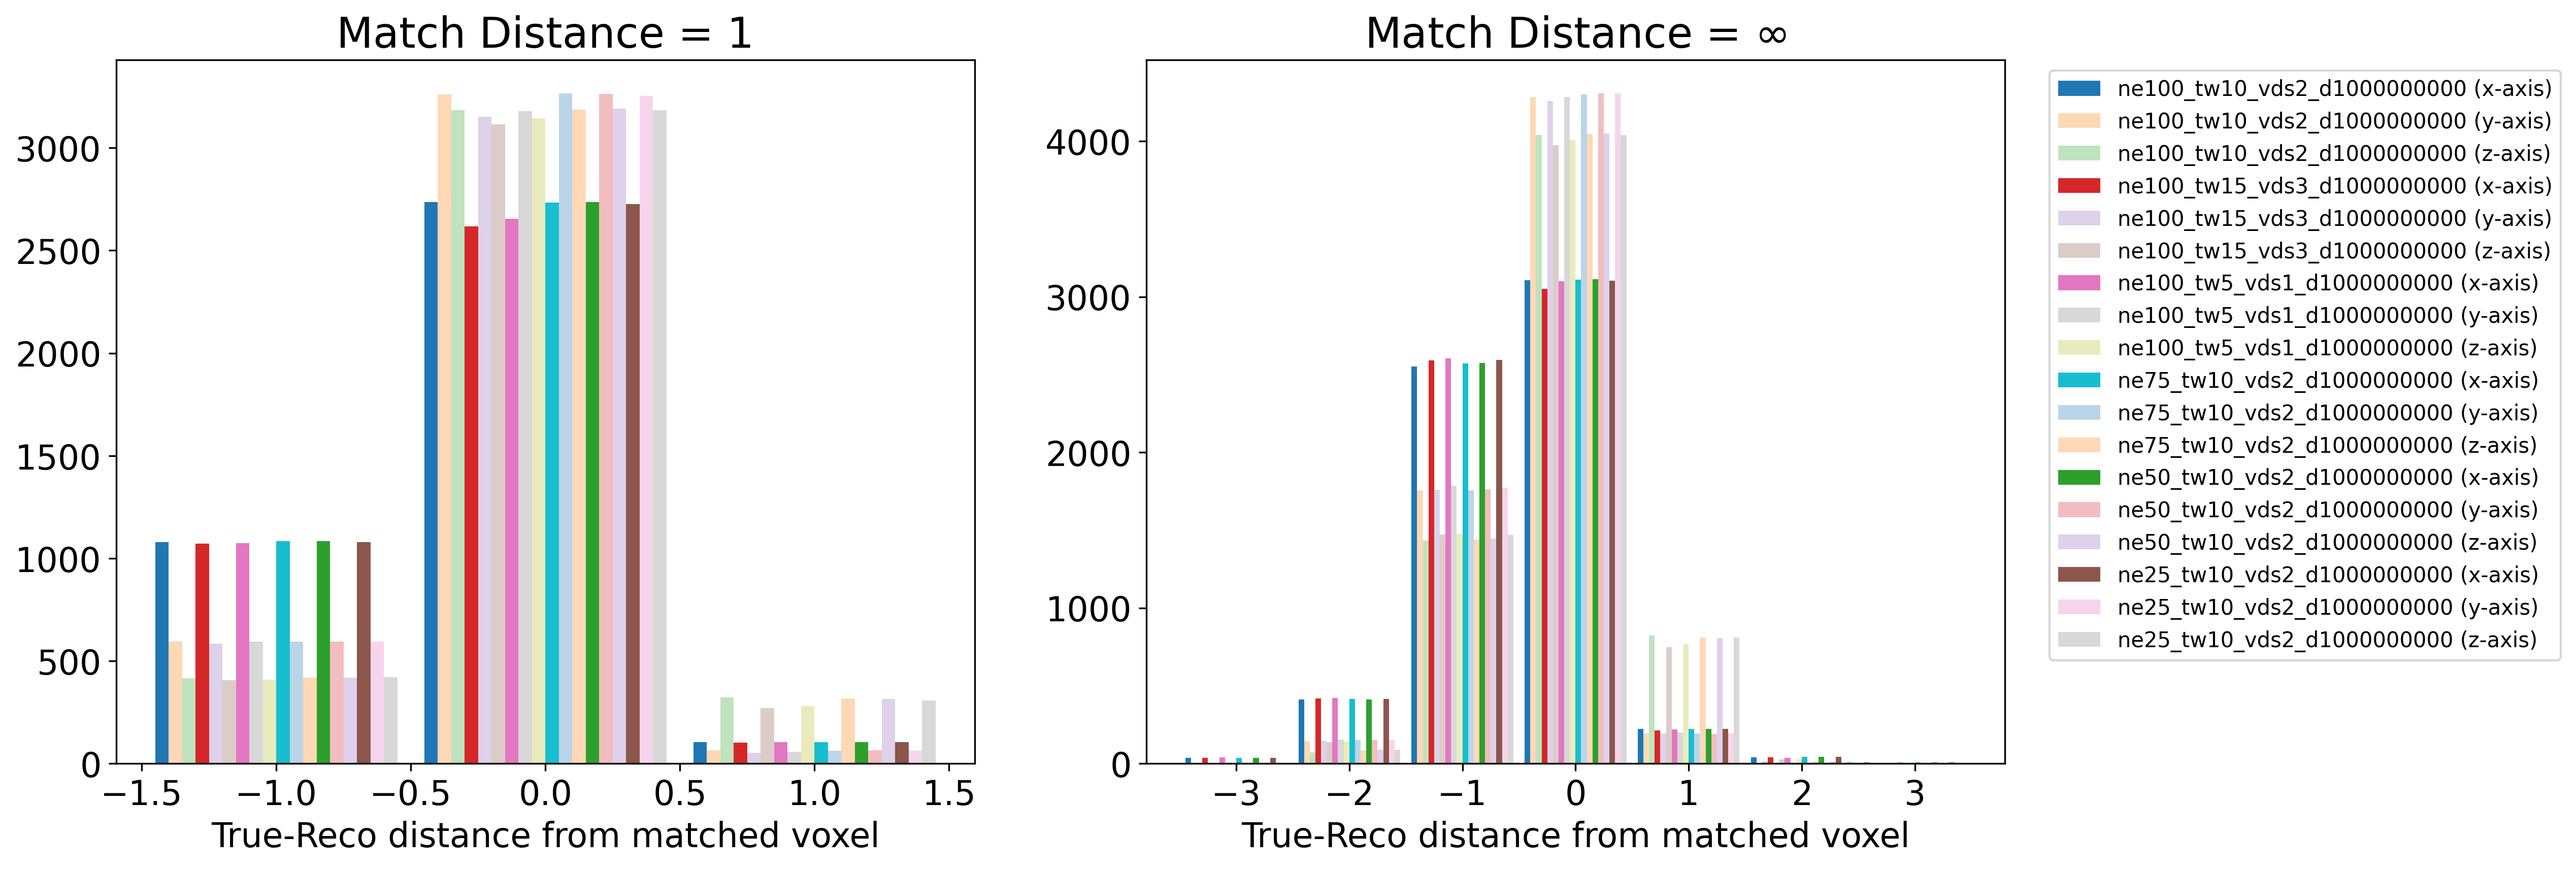 Match Distance = 1
3000
2500
2000
1500
1000
500
0
−1.5 −1.0 −0.5 0.0 0.5 1.0 1.5
True-Reco distance from matched voxel
Match Distance = ∞
4000
3000
2000
1000
0
−3 −2 −1 0 1 2 3
True-Reco distance from matched voxel
ne100_tw10_vds2_d1000000000 (x-axis)
ne100_tw10_vds2_d1000000000 (y-axis)
ne100_tw10_vds2_d1000000000 (z-axis)
ne100_tw15_vds3_d1000000000 (x-axis)
ne100_tw15_vds3_d1000000000 (y-axis)
ne100_tw15_vds3_d1000000000 (z-axis)
ne100_tw5_vds1_d1000000000 (x-axis)
ne100_tw5_vds1_d1000000000 (y-axis)
ne100_tw5_vds1_d1000000000 (z-axis)
ne75_tw10_vds2_d1000000000 (x-axis)
ne75_tw10_vds2_d1000000000 (y-axis)
ne75_tw10_vds2_d1000000000 (z-axis)
ne50_tw10_vds2_d1000000000 (x-axis)
ne50_tw10_vds2_d1000000000 (y-axis)
ne50_tw10_vds2_d1000000000 (z-axis)
ne25_tw10_vds2_d1000000000 (x-axis)
ne25_tw10_vds2_d1000000000 (y-axis)
ne25_tw10_vds2_d1000000000 (z-axis)